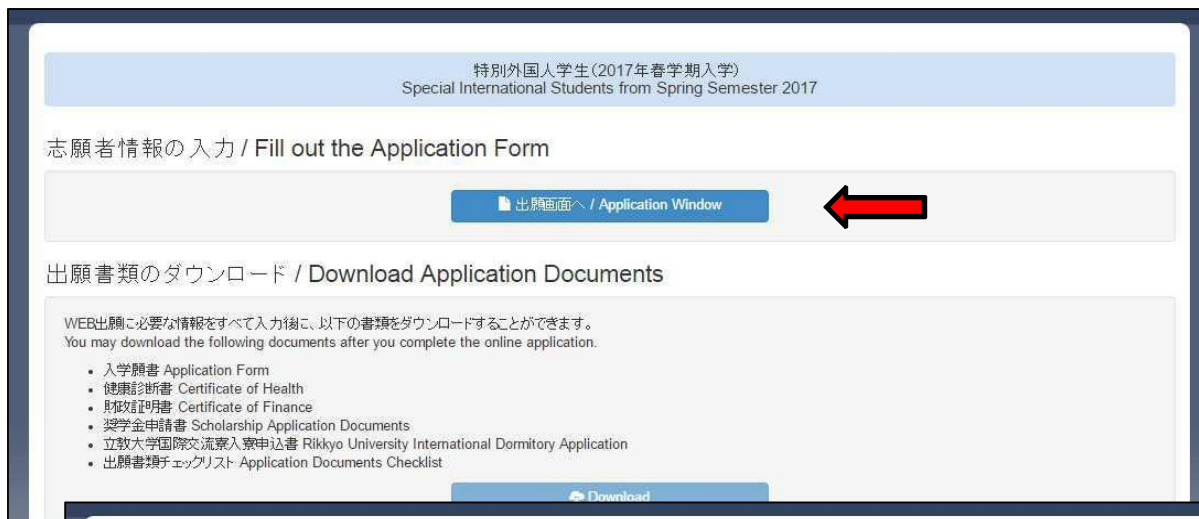 特別外国人学生(2017年春学期入学)
Special International Students from Spring Semester 2017
志願者情報の入力 / Fill out the Application Form
出願画面へ / Application Window
出願書類のダウンロード / Download Application Documents
WEB出願に必要な情報をすべて入力後に、以下の書類をダウンロードすることができます。
You may download the following documents after you complete the online application.
• 入学願書 Application Form
• 健康診断書 Certificate of Health
• 財政証明書 Certificate of Finance
• 奨学金申請書 Scholarship Application Documents
• 立教大学国際交流寮入寮申込書 Rikkyo University International Dormitory Application
• 出願書類チェックリスト Application Documents Checklist
Download